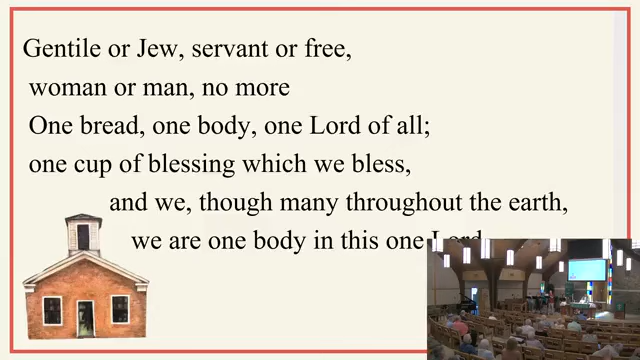 Gentile or Jew, servant or free,
woman or man, no more
One bread, one body, one Lord of all;
one cup of blessing which we bless,
and we, though many throughout the earth,
we are one body in this one Lord